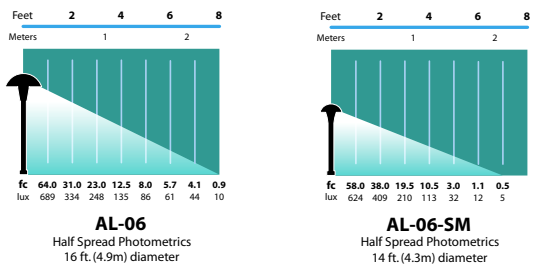 Feet 2 4 6 8
Meters 1 2
fc 64.0 31.0 23.0 12.5 8.0 5.7 4.1 0.9
lux 689 334 248 135 86 61 44 10
AL-06
Half Spread Photometrics
16 ft. (4.9m) diameter
Feet 2 4 6 8
Meters 1 2
fc 58.0 38.0 19.5 10.5 3.0 1.1 0.5
lux 624 409 210 113 32 12 5
AL-06-SM
Half Spread Photometrics
14 ft. (4.3m) diameter